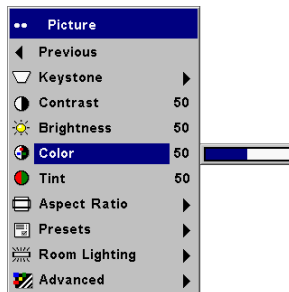 Picture
Previous
Keystone
Contrast 50
Brightness 50
Color 50
Tint 50
Aspect Ratio
Presets
Room Lighting
Advanced